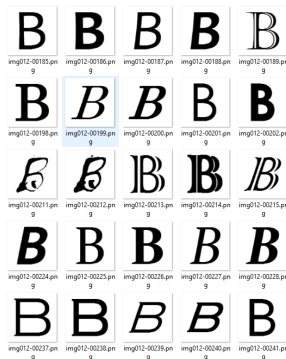 B B B B B
img012-00185.pn img012-00186.pn img012-00187.pn img012-00188.pn img012-00189.pn
g g g g g
B B B B B
img012-00198.pn img012-00199.pn img012-00200.pn img012-00201.pn img012-00202.pn
g g g g g
B B B B B
img012-00211.pn img012-00212.pn img012-00213.pn img012-00214.pn img012-00215.pn
g g g g g
B B B B B
img012-00224.pn img012-00225.pn img012-00226.pn img012-00227.pn img012-00228.pn
g g g g g
B B B B B
img012-00237.pn img012-00238.pn img012-00239.pn img012-00240.pn img012-00241.pn
g g g g g